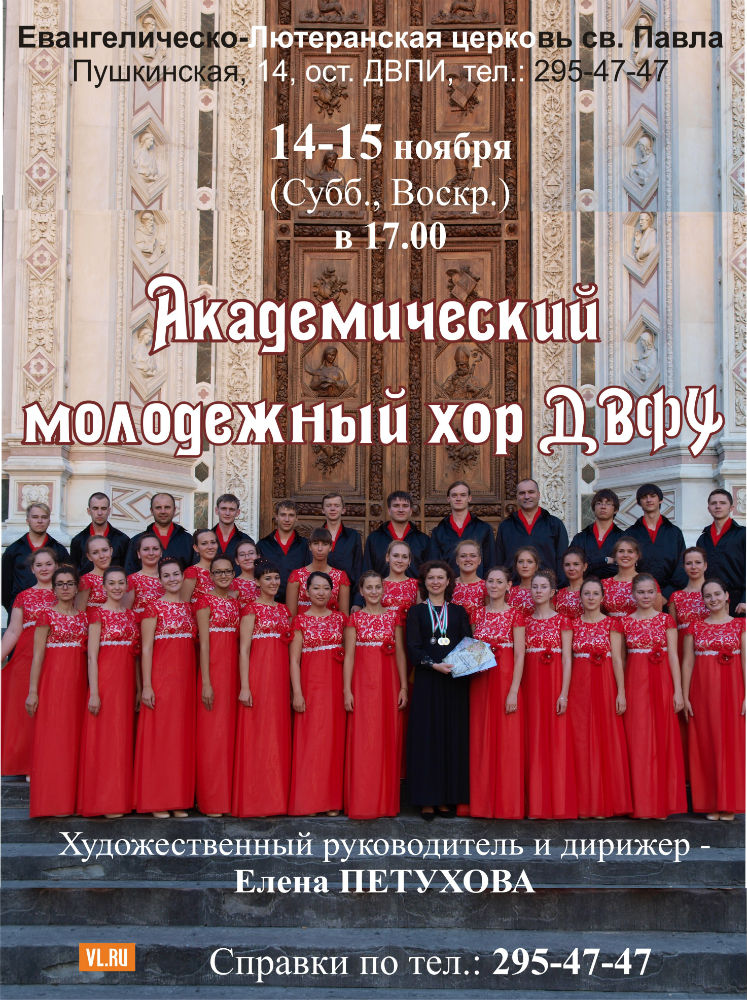 Евангелическо-Лютеранская церковь св. Павла
Пушкинская, 14, ост. ДВПИ, тел.: 295-47-47
14-15 ноября
(Субб., Воскр.)
в 17.00
Академический
молодежный хор ДВФУ
Художественный руководитель и дирижер -
Елена ПЕТУХОВА
VL.RU
Справки по тел.: 295-47-47